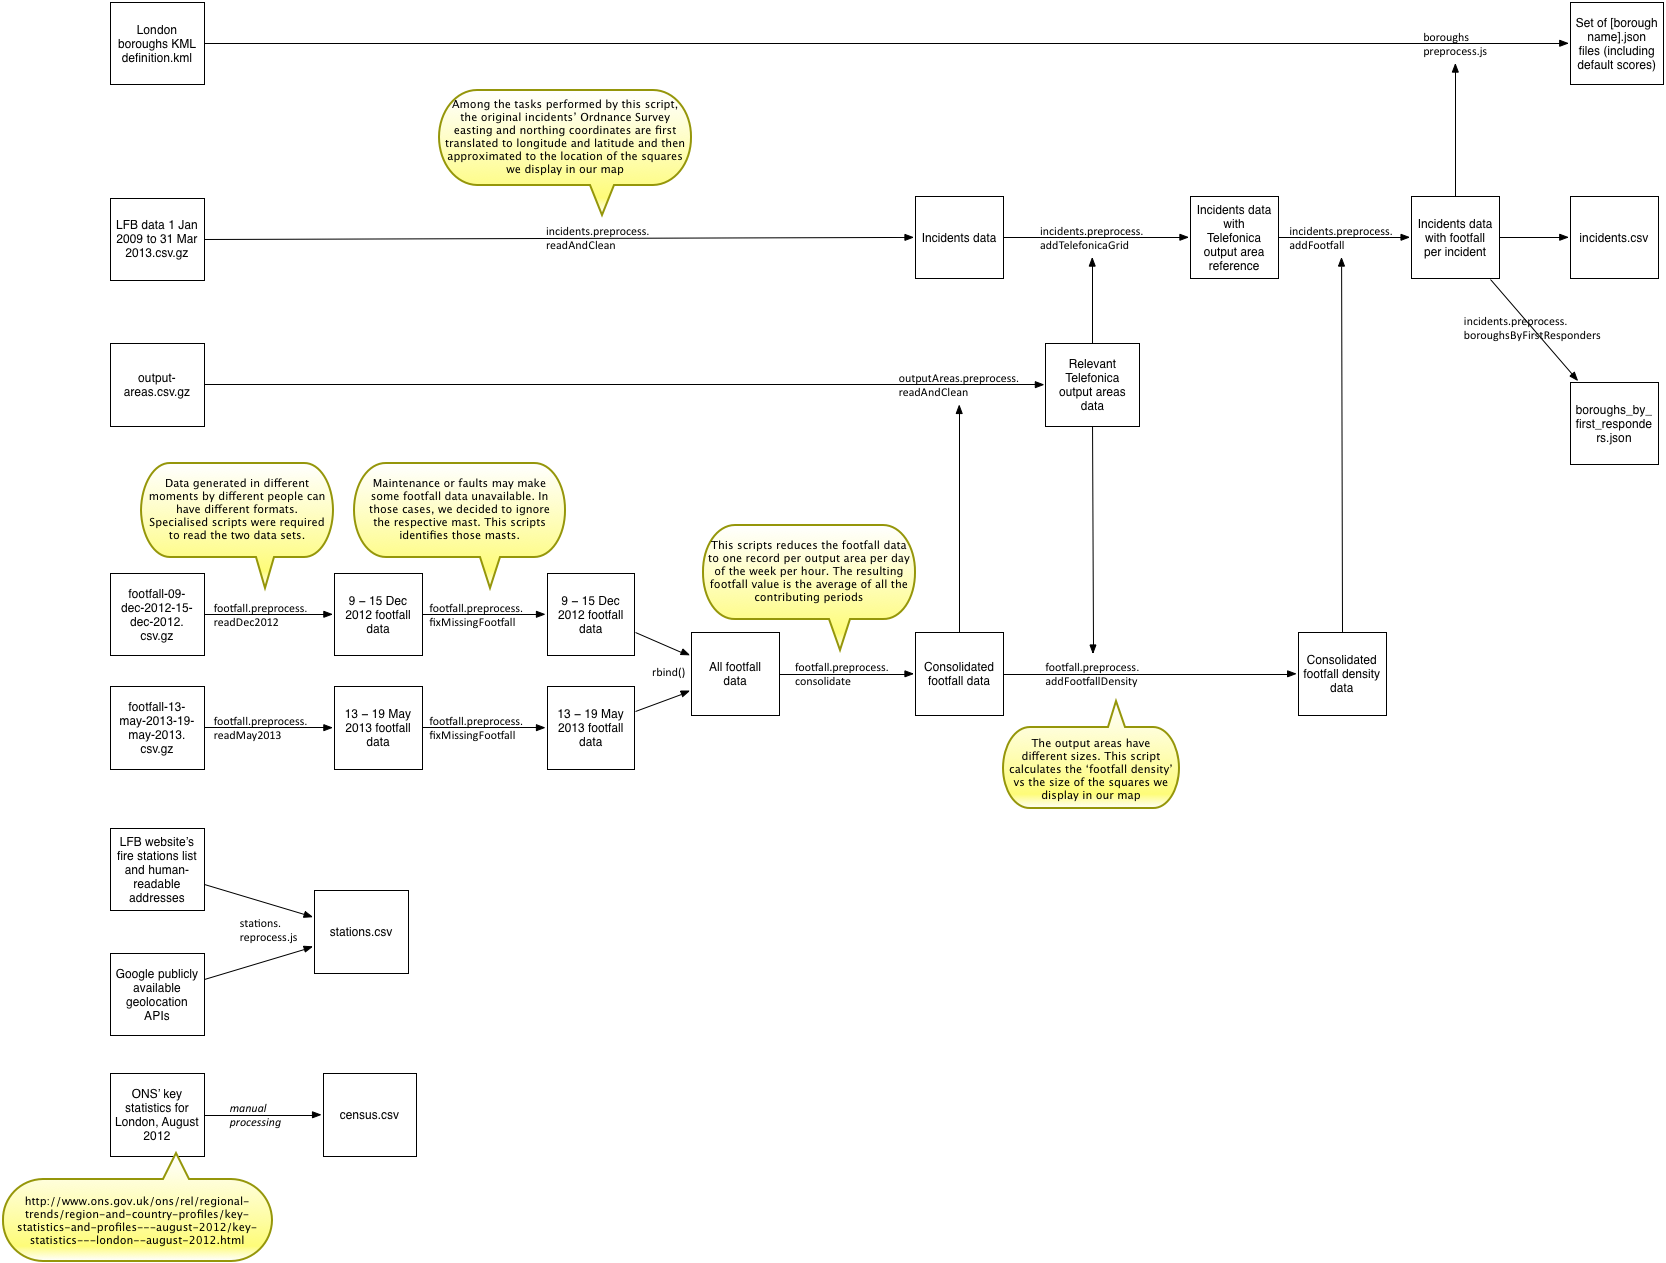 London
boroughs KML
definition.kml
boroughs
preprocess.js
Set of [borough
name].json
files (including
default scores)
Among the tasks performed by this script,
the original incidents' Ordnance Survey
easting and northing coordinates are first
translated to longitude and latitude and then
approximated to the location of the squares
we display in our map
LFB data 1 Jan
2009 to 31 Mar
2013.csv.gz
incidents.preprocess.
readAndClean
Incidents data
incidents.preprocess.
addTelefonicaGrid
Incidents data
with
Telefonica
output area
reference
incidents.preprocess.
addFootfall
Incidents data
with footfall
per incident
incidents.csv
incidents.preprocess.
boroughsByFirstResponders
boroughs_by_
first_responde
rs.json
output-
areas.csv.gz
outputAreas.preprocess.
readAndClean
Relevant
Telefonica
output areas
data
Data generated in different
moments by different people can
have different formats.
Specialised scripts were required
to read the two data sets.
Maintenance or faults may make
some footfall data unavailable. In
those cases, we decided to ignore
the respective mast. This scripts
identifies those masts.
This scripts reduces the footfall data
to one record per output area per day
of the week per hour. The resulting
footfall value is the average of all the
contributing periods
footfall-09-
dec-2012-15-
dec-2012.
csv.gz
footfall.preprocess.
readDec2012
9 – 15 Dec
2012 footfall
data
footfall.preprocess.
fixMissingFootfall
9 – 15 Dec
2012 footfall
data
rbind()
All footfall
data
footfall.preprocess.
consolidate
Consolidated
footfall data
footfall.preprocess.
addFootfallDensity
Consolidated
footfall density
data
footfall-13-
may-2013-19-
may-2013.
csv.gz
footfall.preprocess.
readMay2013
13 – 19 May
2013 footfall
data
footfall.preprocess.
fixMissingFootfall
13 – 19 May
2013 footfall
data
The output areas have
different sizes. This script
calculates the 'footfall density'
vs the size of the squares we
display in our map
LFB website's
fire stations list
and human-
readable
addresses
stations.
reprocess.js
stations.csv
Google publicly
available
geolocation
APIs
ONS' key
statistics for
London, August
2012
manual
processing
census.csv
http://www.ons.gov.uk/ons/rel/regional-
trends/region-and-country-profiles/key-
statistics-and-profiles---august-2012/key-
statistics---london--august-2012.html